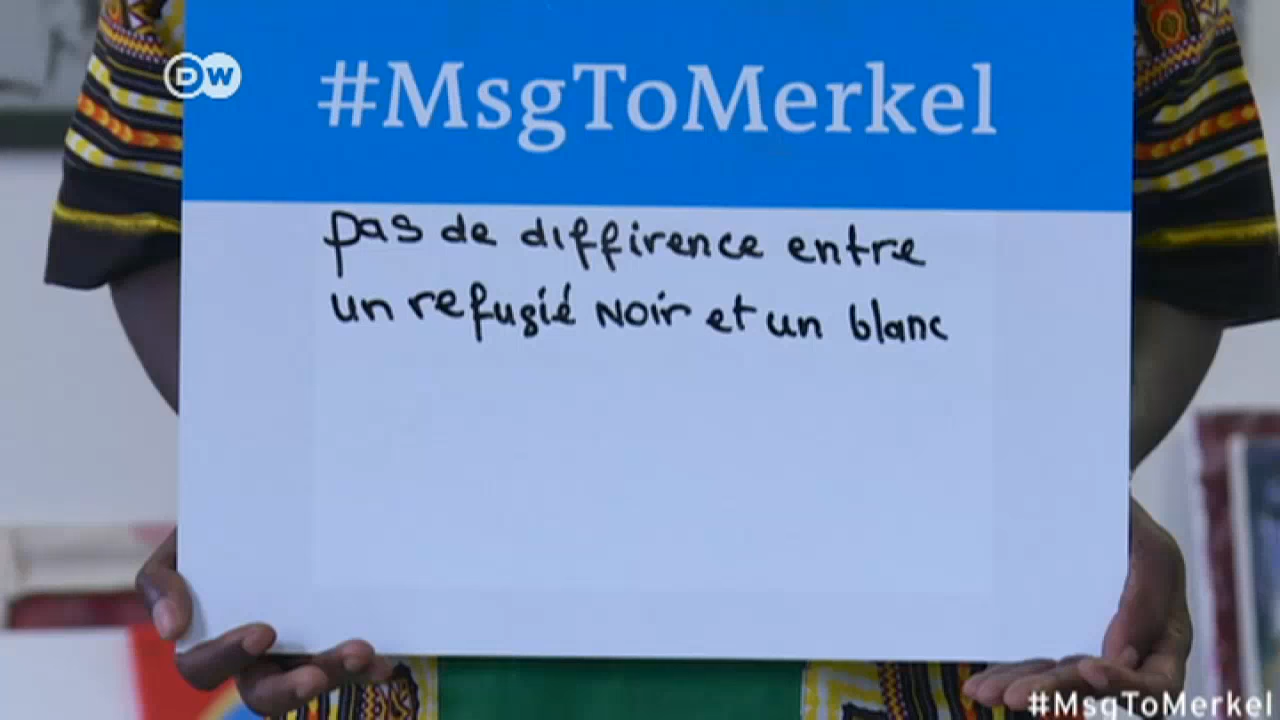 DW
#MsgToMerkel
pas de diffirence entre
un refugié Noir et un blanc
#MsgToMerkel